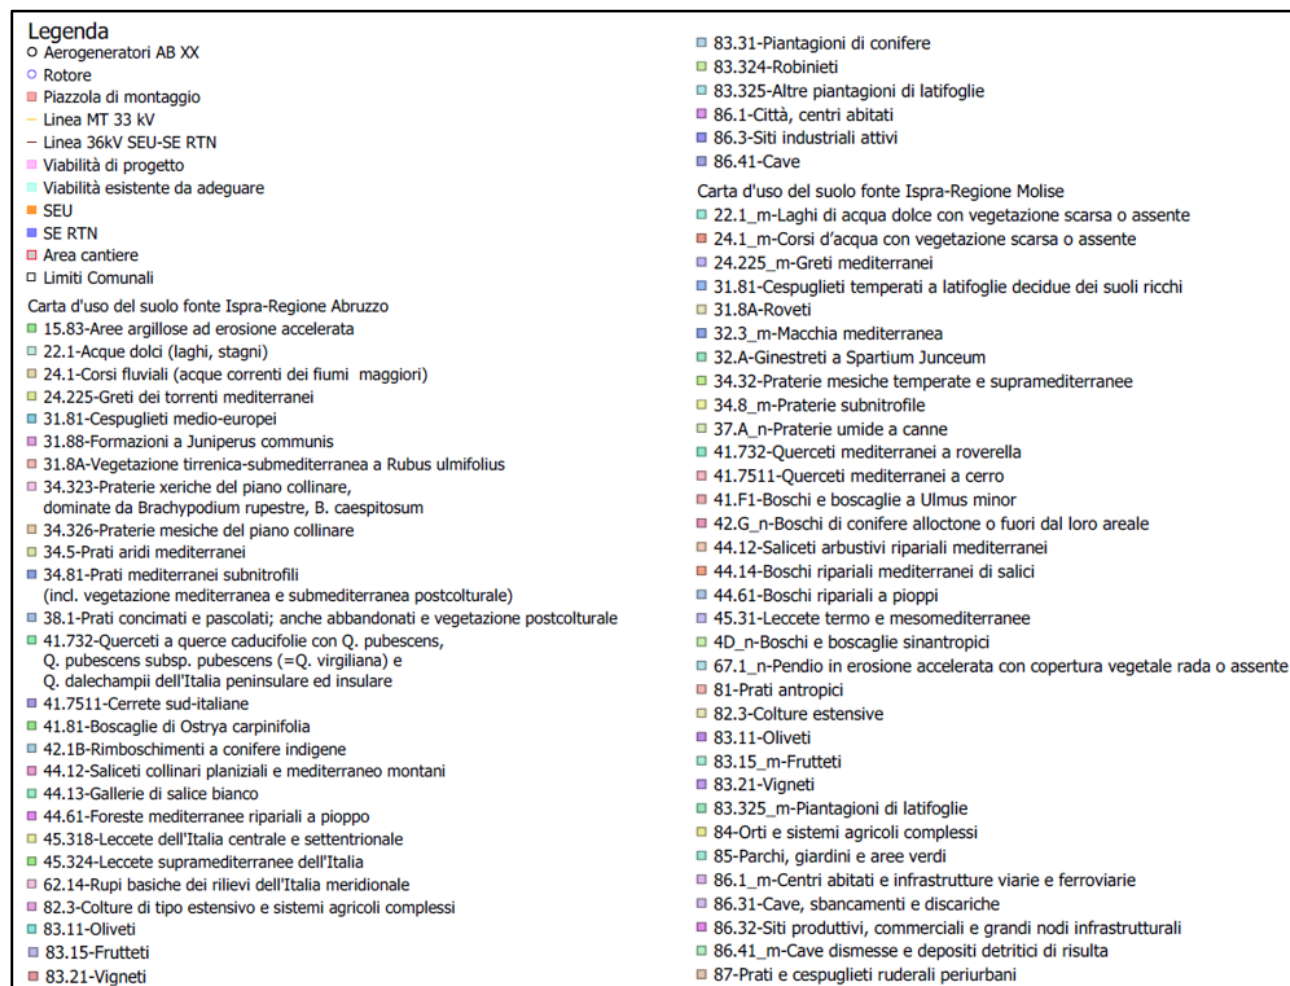 Legenda
Aerogeneratori AB XX
Rotore
Piazzola di montaggio
Linea MT 33 kV
Linea 36kV SEU-SE RTN
Viabilità di progetto
Viabilità esistente da adeguare
SEU
SE RTN
Area cantiere
Limiti Comunali
Carta d'uso del suolo fonte Ispra-Regione Abruzzo
15.83-Aree argillose ad erosione accelerata
22.1-Acque dolci (laghi, stagni)
24.1-Corsi fluviali (acque correnti dei fiumi maggiori)
24.225-Greti dei torrenti mediterranei
31.81-Cespuglieti medio-europei
31.88-Formazioni a Juniperus communis
31.8A-Vegetazione tirrenica-submediterranea a Rubus ulmifolius
34.323-Praterie xeriche del piano collinare,
dominate da Brachypodium rupestre, B. caespitosum
34.326-Praterie mesiche del piano collinare
34.5-Prati aridi mediterranei
34.81-Prati mediterranei subnitrofili
(incl. vegetazione mediterranea e submediterranea postcolturale)
38.1-Prati concimati e pascolati; anche abbandonati e vegetazione postcolturale
41.732-Querceti a querce caducifolie con Q. pubescens,
Q. pubescens subsp. pubescens (=Q. virgiliana) e
Q. dalechampii dell'Italia peninsulare ed insulare
41.7511-Cerrete sud-italiane
41.81-Boscaglie di Ostrya carpinifolia
42.1B-Rimboschimenti a conifere indigene
44.12-Saliceti collinari planiziali e mediterraneo montani
44.13-Gallerie di salice bianco
44.61-Foreste mediterranee ripariali a pioppo
45.318-Leccete dell'Italia centrale e settentrionale
45.324-Leccete supramediterranee dell'Italia
62.14-Rupi basiche dei rilievi dell'Italia meridionale
82.3-Colture di tipo estensivo e sistemi agricoli complessi
83.11-Oliveti
83.15-Frutteti
83.21-Vigneti
83.31-Piantagioni di conifere
83.324-Robinieti
83.325-Altre piantagioni di latifoglie
86.1-Città, centri abitati
86.3-Siti industriali attivi
86.41-Cave
Carta d'uso del suolo fonte Ispra-Regione Molise
22.1_m-Laghi di acqua dolce con vegetazione scarsa o assente
24.1_m-Corsi d’acqua con vegetazione scarsa o assente
24.225_m-Greti mediterranei
31.81-Cespuglieti temperati a latifoglie decidue dei suoli ricchi
31.8A-Roveti
32.3_m-Macchia mediterranea
32.A-Ginestreti a Spartium Junceum
34.32-Praterie mesiche temperate e supramediterranee
34.8_m-Praterie subnitrofile
37.A_n-Praterie umide a canne
41.732-Querceti mediterranei a roverella
41.7511-Querceti mediterranei a cerro
41.F1-Boschi e boscaglie a Ulmus minor
42.G_n-Boschi di conifere alloctone o fuori dal loro areale
44.12-Saliceti arbustivi ripariali mediterranei
44.14-Boschi ripariali mediterranei di salici
44.61-Boschi ripariali a pioppi
45.31-Leccete termo e mesomediterranee
4D_n-Boschi e boscaglie sinantropici
67.1_n-Pendio in erosione accelerata con copertura vegetale rada o assente
81-Prati antropici
82.3-Colture estensive
83.11-Oliveti
83.15_m-Frutteti
83.21-Vigneti
83.325_m-Piantagioni di latifoglie
84-Orti e sistemi agricoli complessi
85-Parchi, giardini e aree verdi
86.1_m-Centri abitati e infrastrutture viarie e ferroviarie
86.31-Cave, sbancamenti e discariche
86.32-Siti produttivi, commerciali e grandi nodi infrastrutturali
86.41_m-Cave dismesse e depositi detritici di risulta
87-Prati e cespuglieti ruderali periurbani